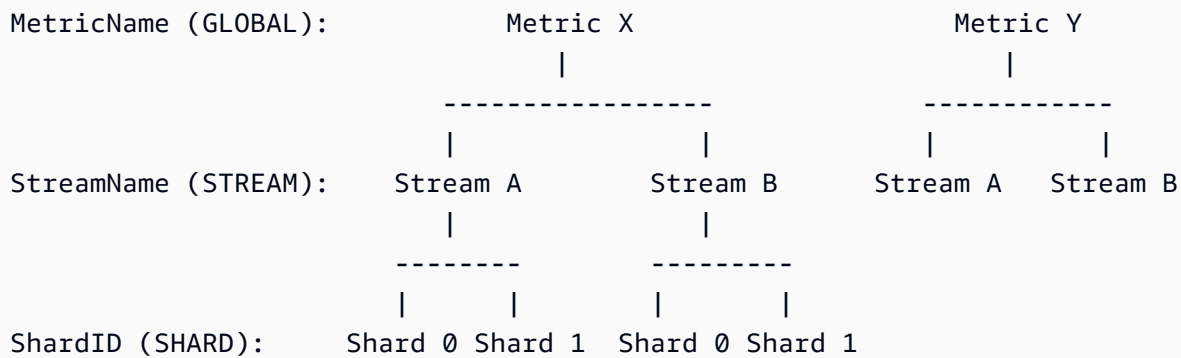 MetricName (GLOBAL): Metric X Metric Y
StreamName (STREAM): Stream A Stream B Stream A Stream B
ShardID (SHARD): Shard 0 Shard 1 Shard 0 Shard 1